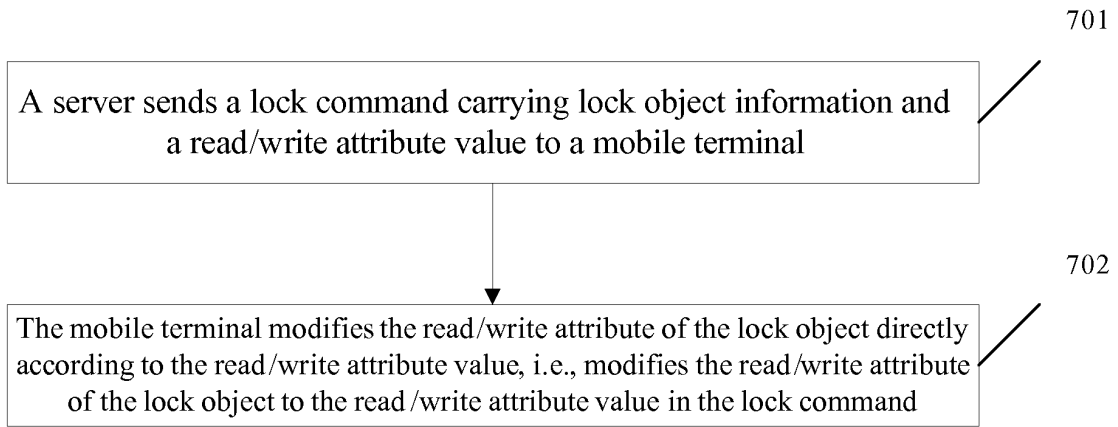 701
A server sends a lock command carrying lock object information and
a read/write attribute value to a mobile terminal
702
The mobile terminal modifies the read/write attribute of the lock object directly
according to the read/write attribute value, i.e., modifies the read/write attribute
of the lock object to the read/write attribute value in the lock command